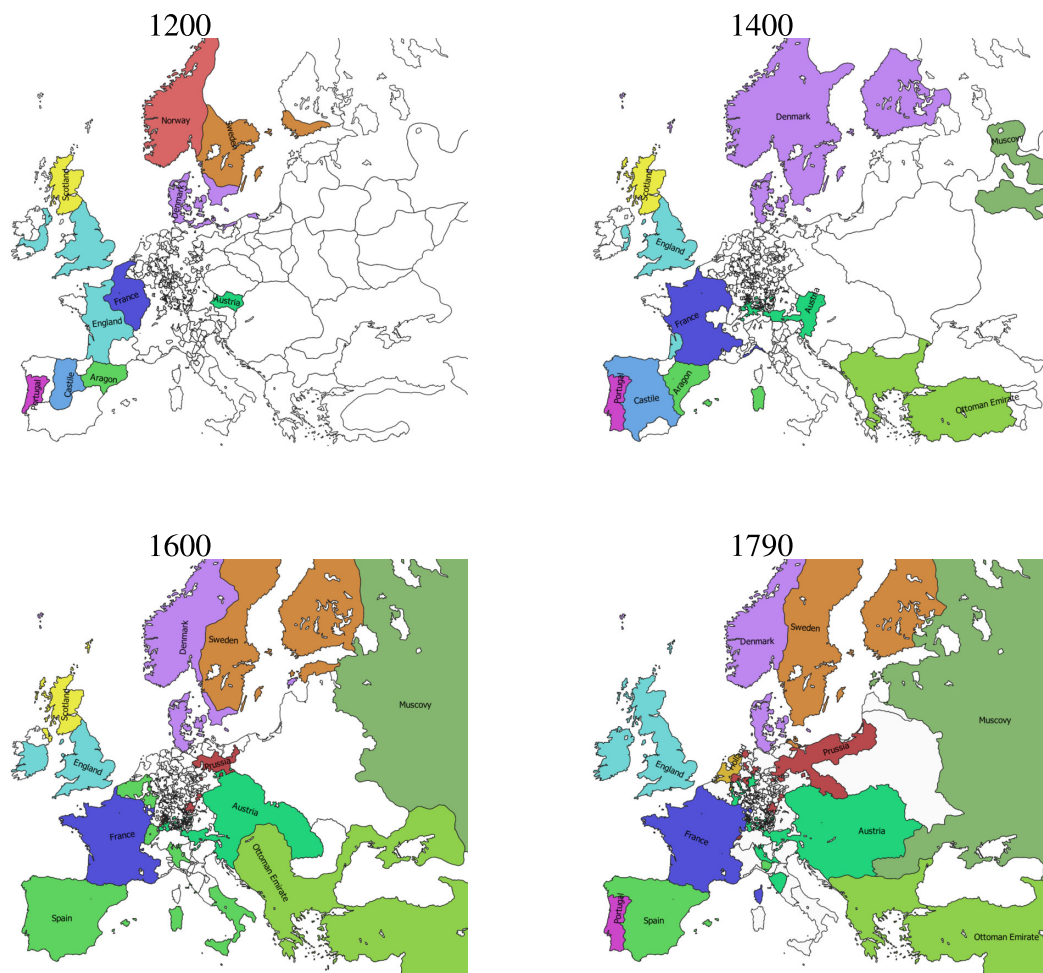 1200
Norway
Sweden
Scotland
Denmark
France
Austria
England
Portugal
Castile
Aragon
1400
Denmark
Muscovy
Scotland
England
Austria
France
Portugal
Castile
Aragon
Ottoman Emirate
1600
Denmark
Sweden
Scotland
Muscovy
England
Prussia
Austria
France
Ottoman Emirate
Spain
1790
Denmark
Sweden
Muscovy
Prussia
England
France
Austria
Portugal
Spain
Ottoman Emirate